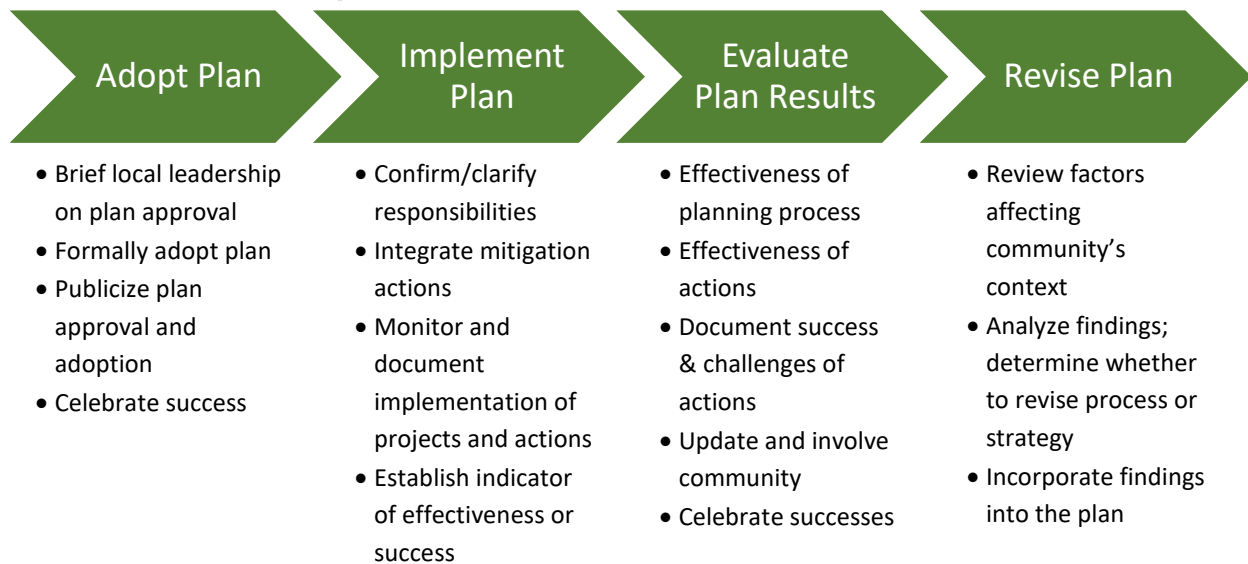 Adopt Plan
• Brief local leadership
on plan approval
• Formally adopt plan
• Publicize plan
approval and
adoption
• Celebrate success
Implement
Plan
• Confirm/clarify
responsibilities
• Integrate mitigation
actions
• Monitor and
document
implementation of
projects and actions
• Establish indicator
of effectiveness or
success
Evaluate
Plan Results
• Effectiveness of
planning process
• Effectiveness of
actions
• Document success
& challenges of
actions
• Update and involve
community
• Celebrate successes
Revise Plan
• Review factors
affecting
community’s
context
• Analyze findings;
determine whether
to revise process or
strategy
• Incorporate findings
into the plan